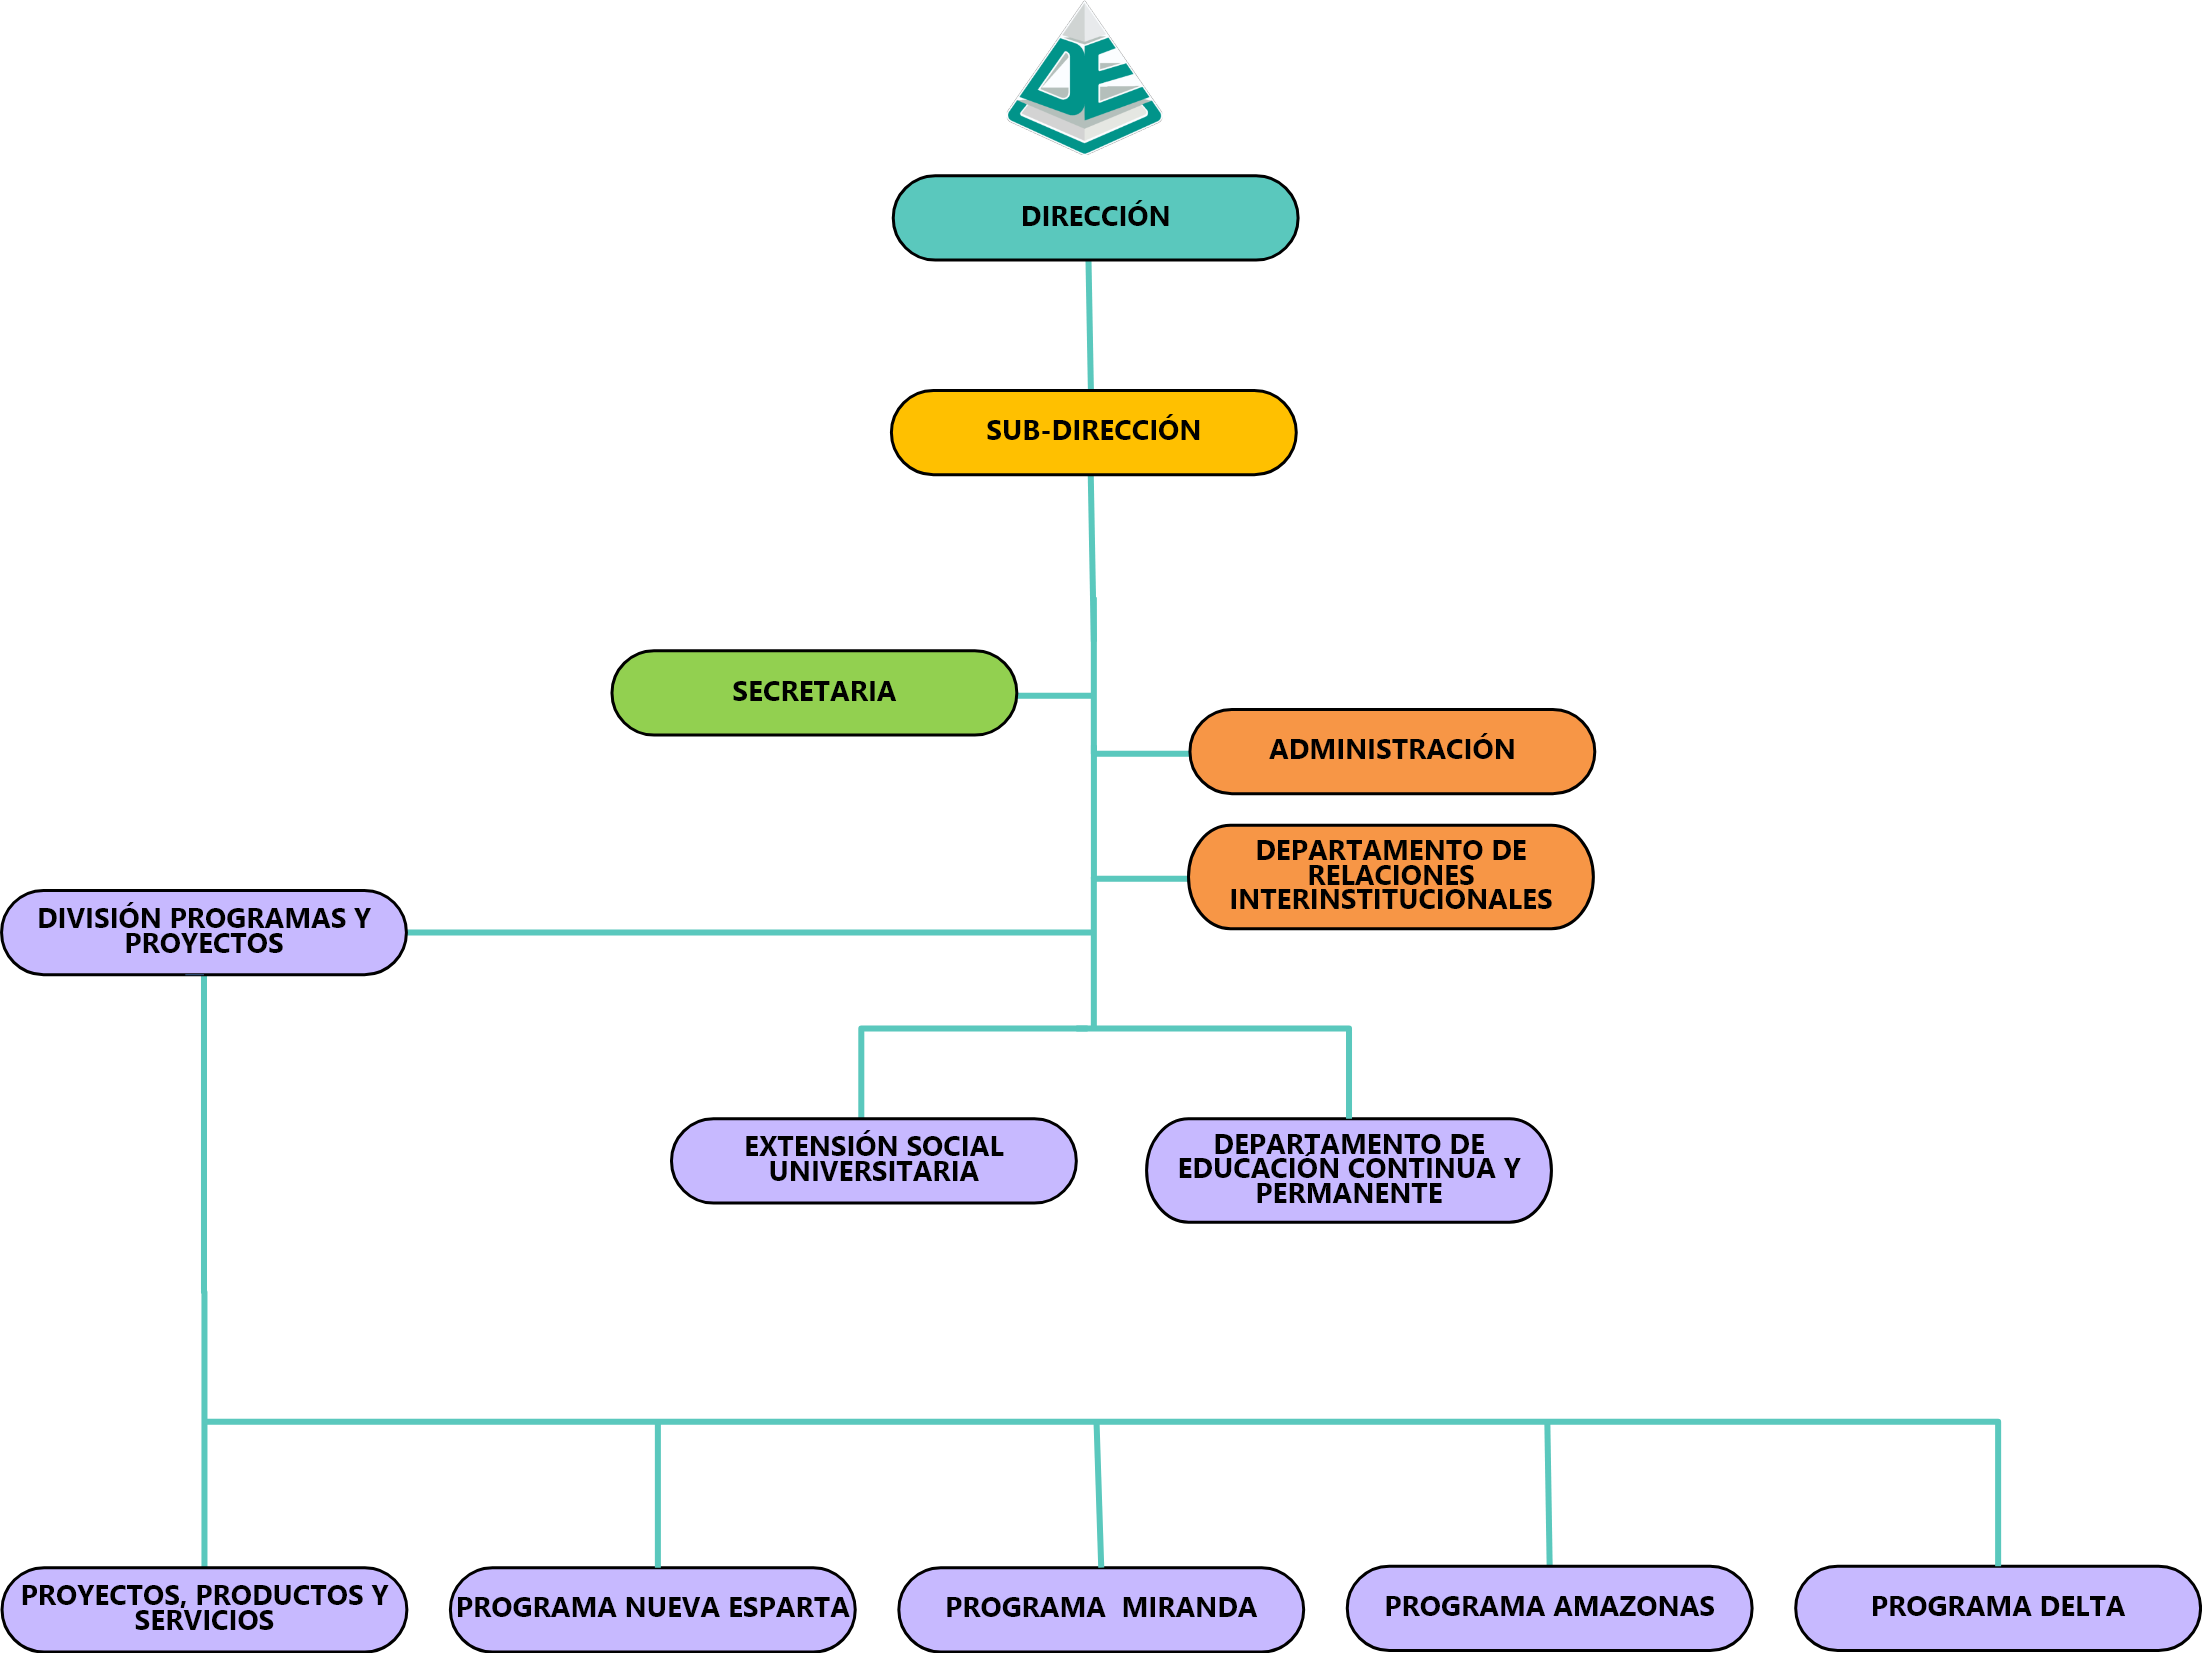 DE
DIRECCIÓN
SUB-DIRECCIÓN
SECRETARIA
ADMINISTRACIÓN
DEPARTAMENTO DE
RELACIONES
INTERINSTITUCIONALES
DIVISIÓN PROGRAMAS Y
PROYECTOS
EXTENSIÓN SOCIAL
UNIVERSITARIA
DEPARTAMENTO DE
EDUCACIÓN CONTINUA Y
PERMANENTE
PROYECTOS, PRODUCTOS Y
SERVICIOS
PROGRAMA NUEVA ESPARTA
PROGRAMA  MIRANDA
PROGRAMA AMAZONAS
PROGRAMA DELTA